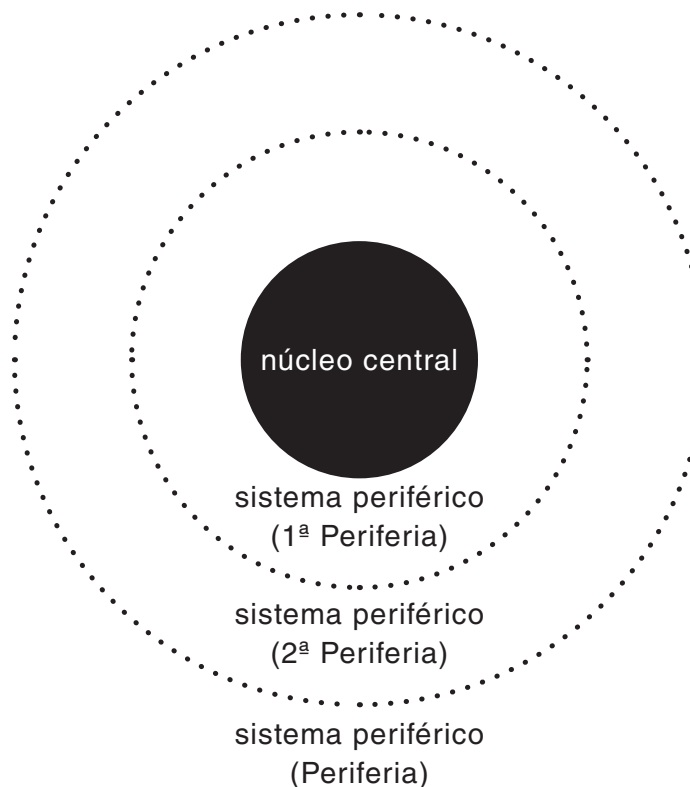 núcleo central
sistema periférico
(1ª Periferia)
sistema periférico
(2ª Periferia)
sistema periférico
(Periferia)